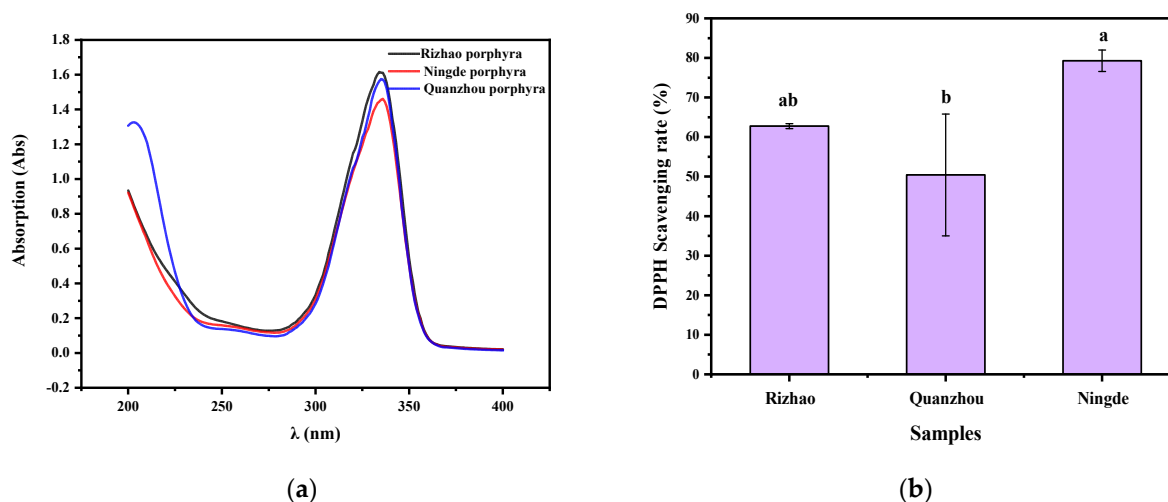 1.8
1.6
1.4
1.2
1.0
0.8
0.6
0.4
0.2
0.0
-0.2
Absorption (Abs)
Rizhao porphyra
Ningde porphyra
Quanzhou porphyra
200
250
300
350
400
λ (nm)
(a)
90
80
70
60
50
40
30
20
10
0
DPPH Scavenging rate (%)
ab
b
a
Rizhao
Quanzhou
Ningde
Samples
(b)